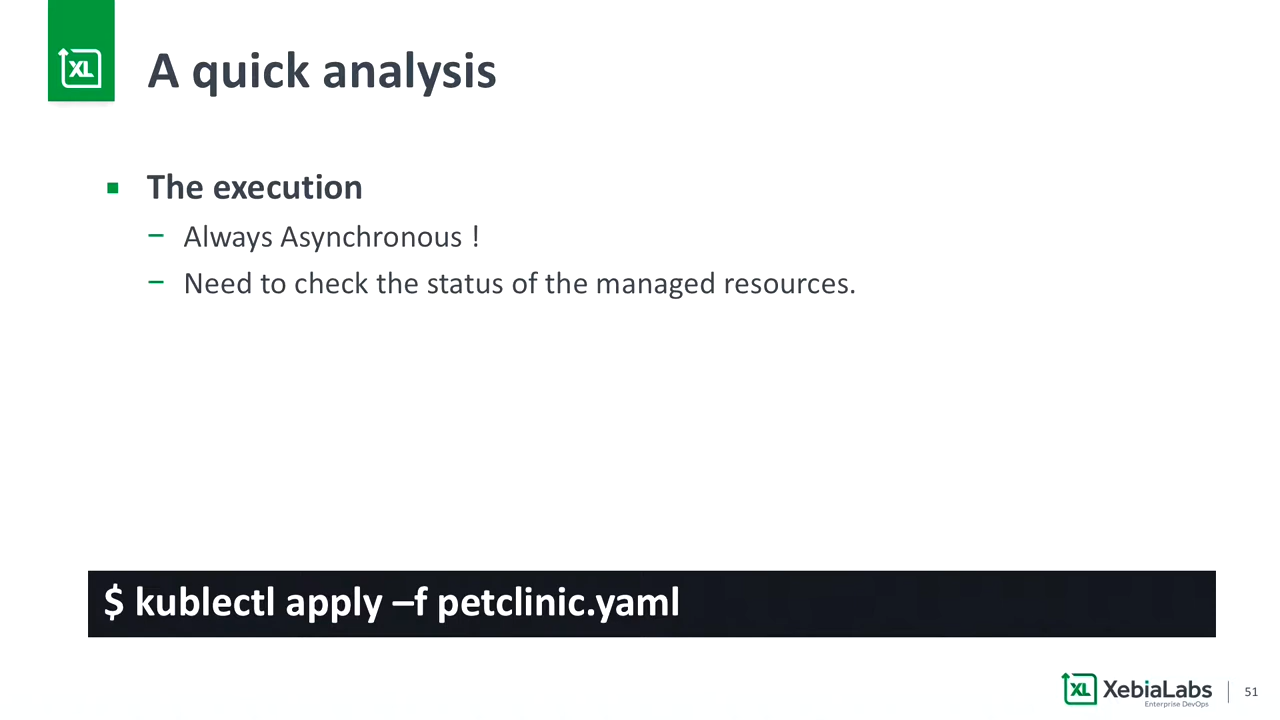 XL
A quick analysis
▪ The execution
– Always Asynchronous !
– Need to check the status of the managed resources.
$ kublectl apply –f petclinic.yaml
XL XebiaLabs
Enterprise DevOps
51